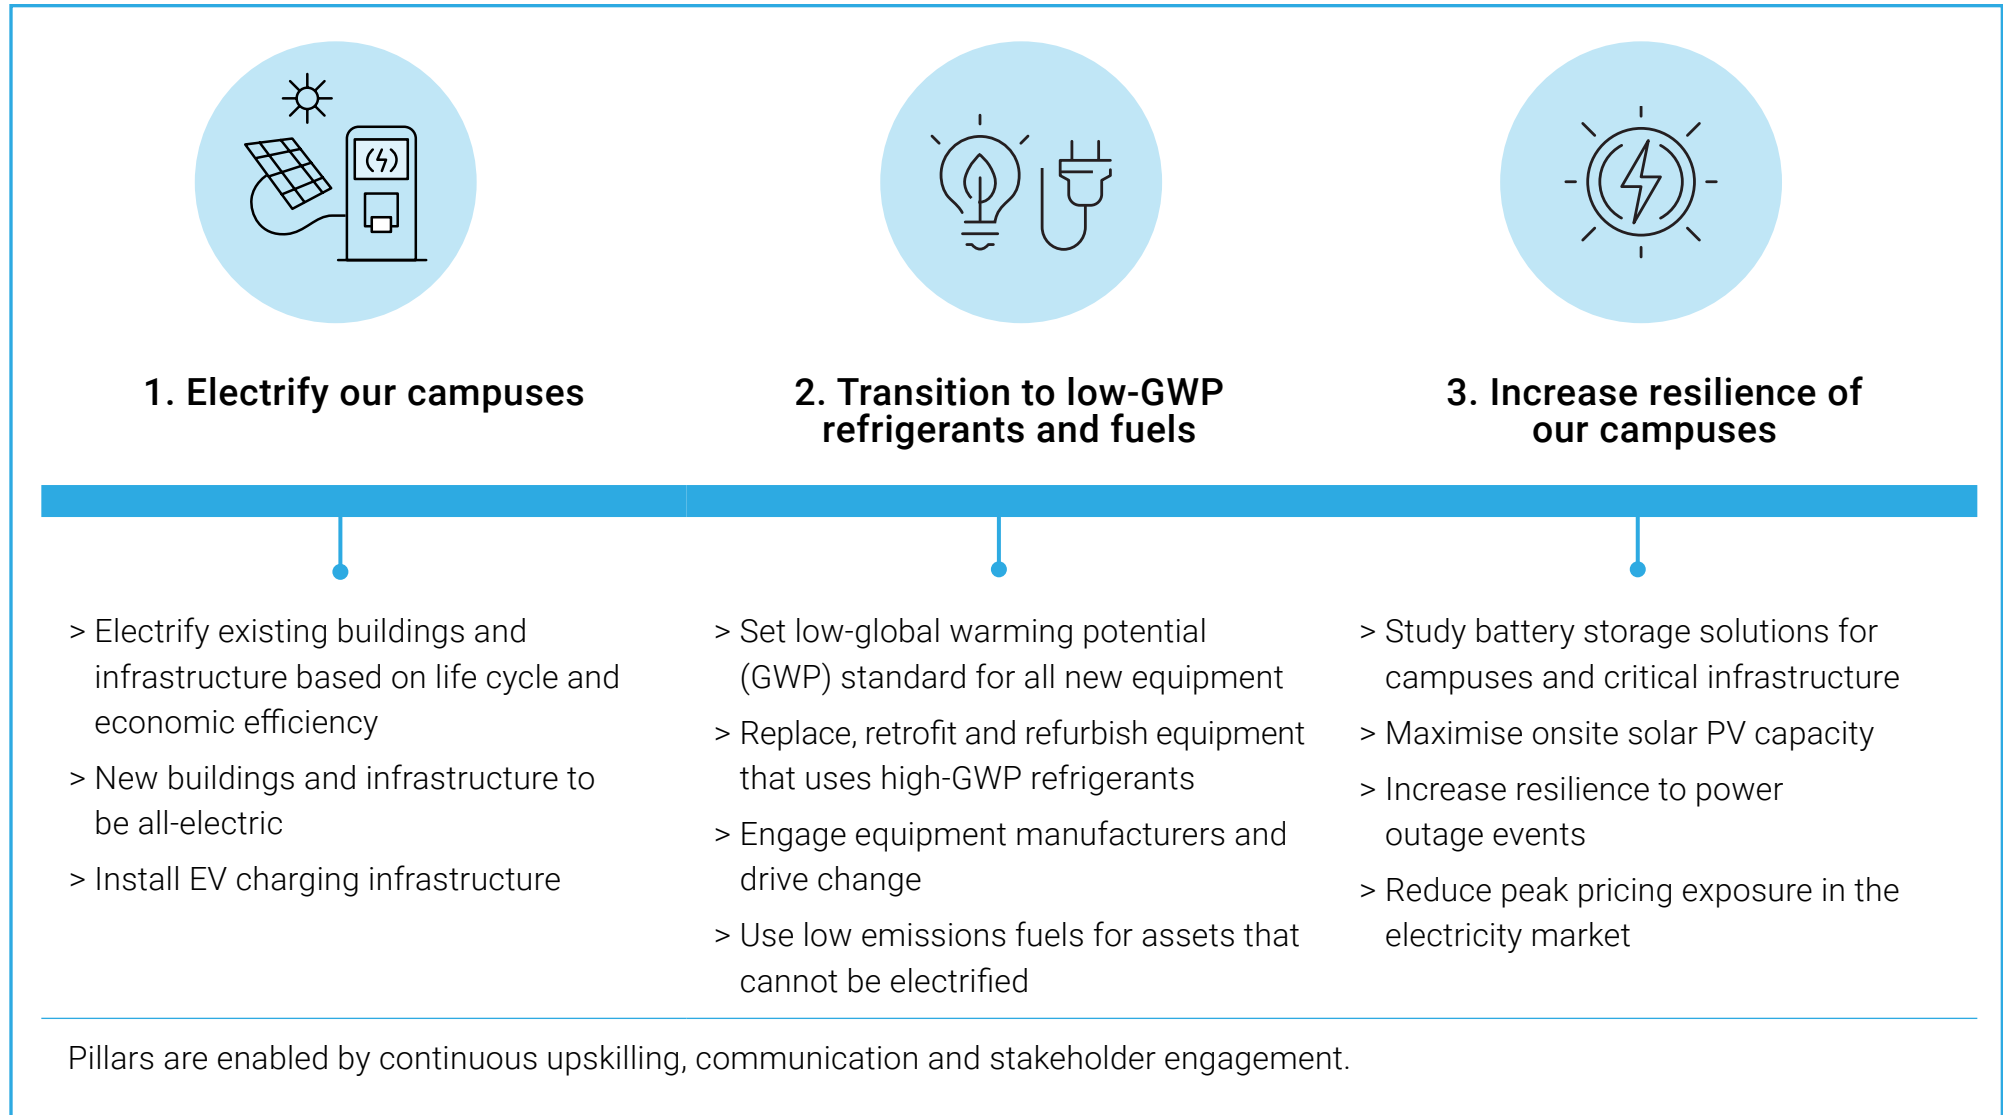 1. Electrify our campuses
2. Transition to low-GWP
refrigerants and fuels
3. Increase resilience of
our campuses
> Electrify existing buildings and
infrastructure based on life cycle and
economic efficiency
> New buildings and infrastructure to
be all-electric
> Install EV charging infrastructure
> Set low-global warming potential
(GWP) standard for all new equipment
> Replace, retrofit and refurbish equipment
that uses high-GWP refrigerants
> Engage equipment manufacturers and
drive change
> Use low emissions fuels for assets that
cannot be electrified
> Study battery storage solutions for
campuses and critical infrastructure
> Maximise onsite solar PV capacity
> Increase resilience to power
outage events
> Reduce peak pricing exposure in the
electricity market
Pillars are enabled by continuous upskilling, communication and stakeholder engagement.